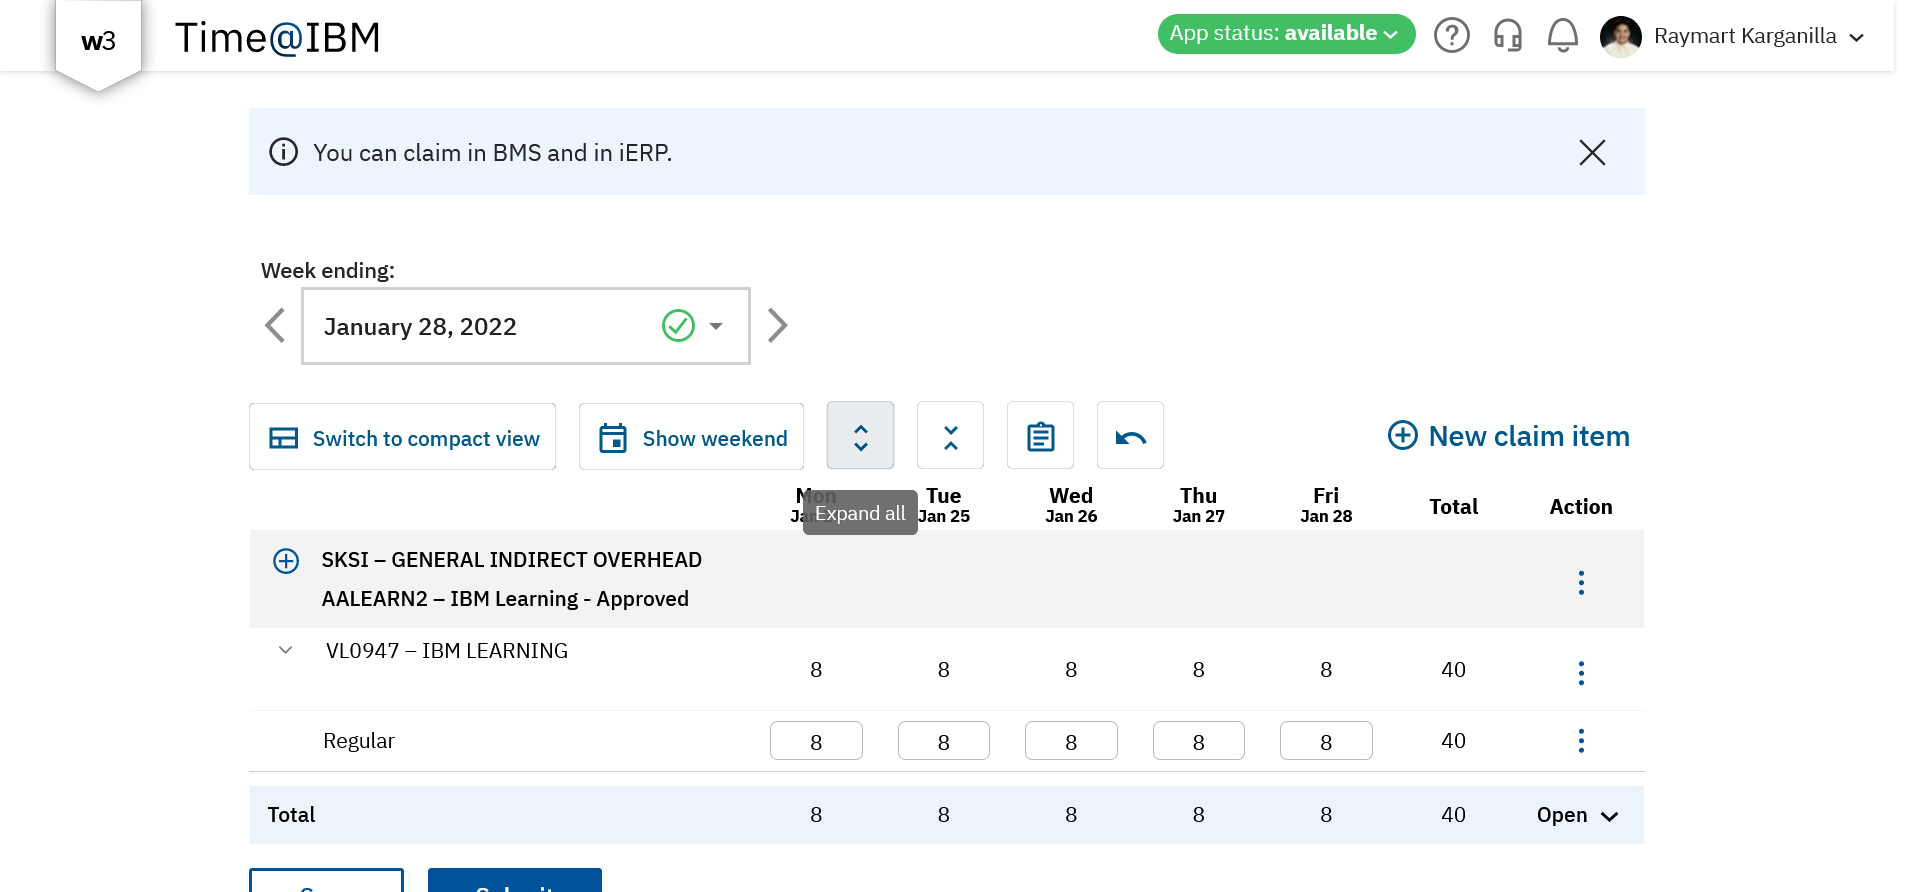 w3
Time@IBM
App status: available
Raymart Karganilla
You can claim in BMS and in iERP.
Week ending:
January 28, 2022
Switch to compact view
Show weekend
New claim item
Expand all
Mon Tue Wed Thu Fri Total Action
Jan 25 Jan 26 Jan 27 Jan 28
SKSI – GENERAL INDIRECT OVERHEAD
AALEARN2 – IBM Learning - Approved
VL0947 – IBM LEARNING
8 8 8 8 8 40
Regular 8 8 8 8 8 40
Total 8 8 8 8 8 40 Open